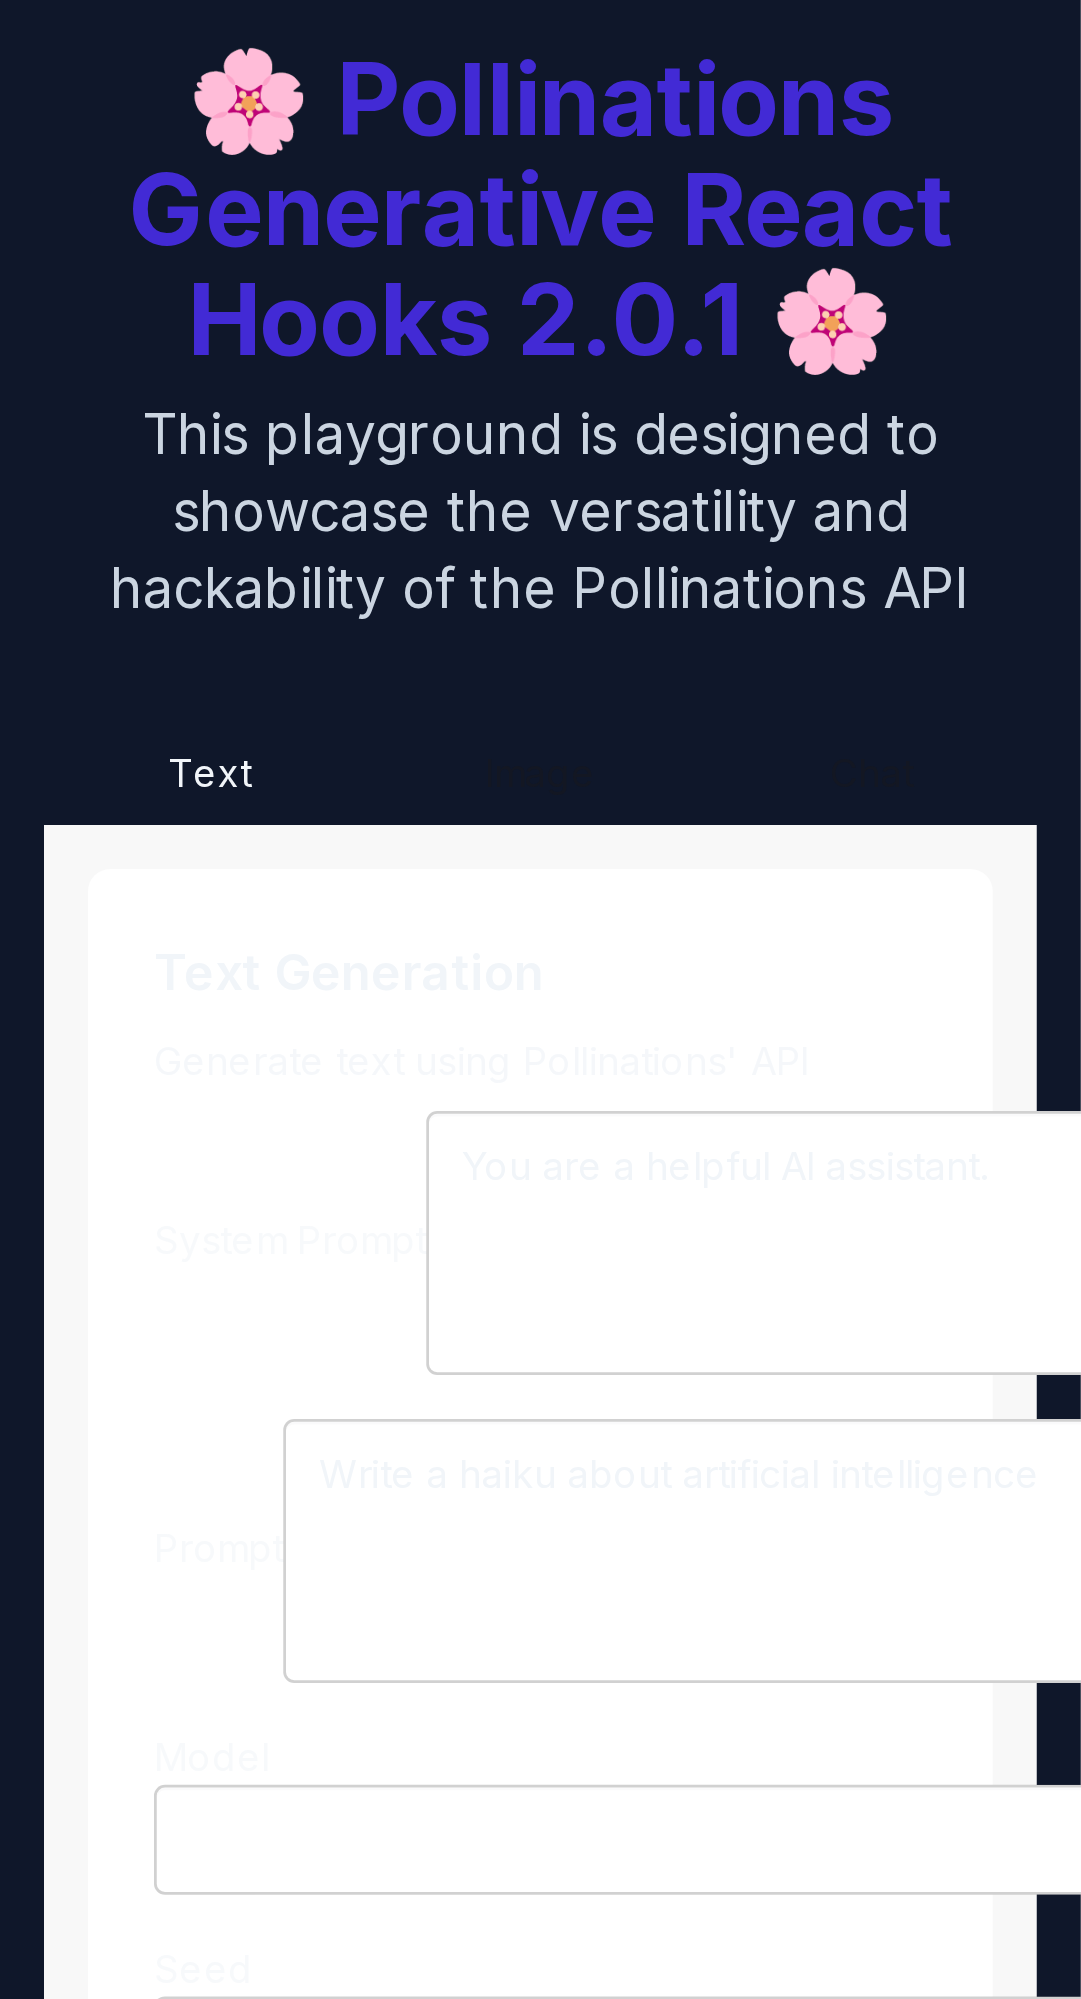 🌸 Pollinations
Generative React
Hooks 2.0.1 🌸
This playground is designed to
showcase the versatility and
hackability of the Pollinations API
Text
Text Generation
Generate text using Pollinations' API
You are a helpful AI assistant.
System Prompt
Write a haiku about artificial intelligence
Prompt
Model
Seed